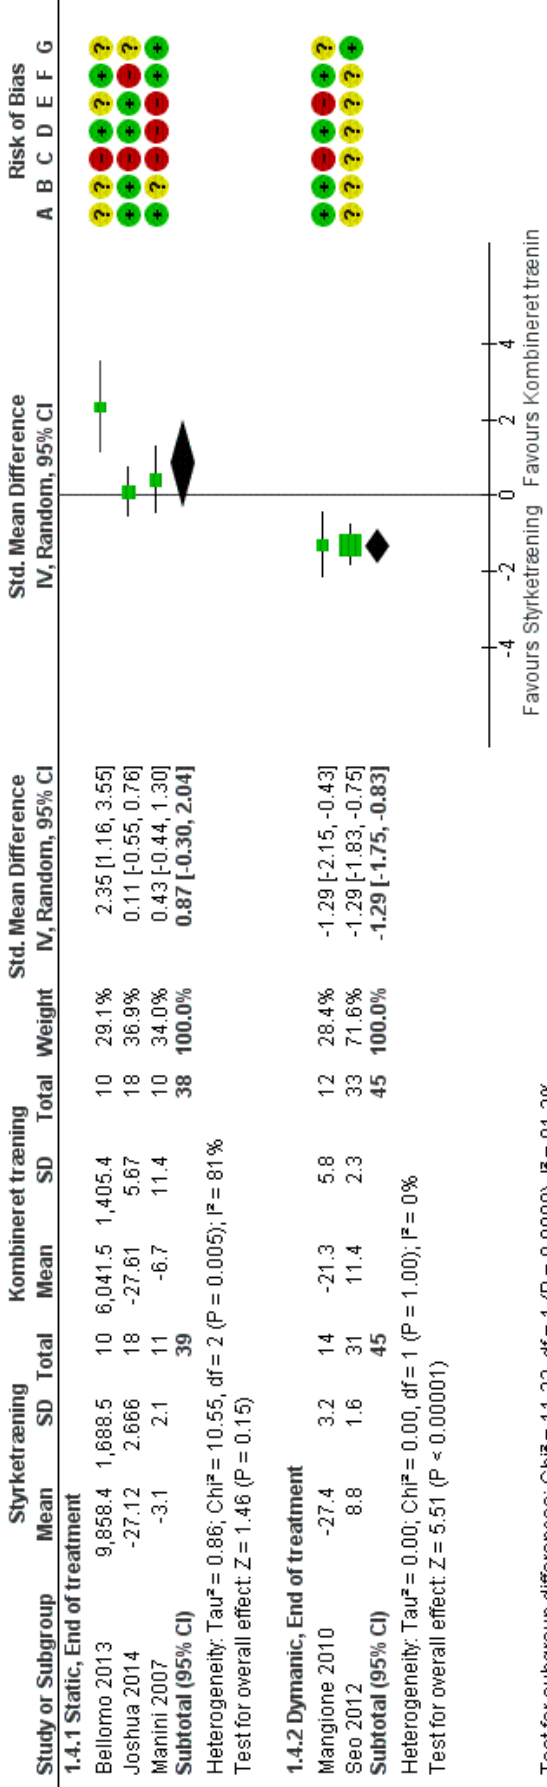 Styrketræning Kombineret træning Std. Mean Difference Std. Mean Difference Risk of Bias
Study or Subgroup Mean SD Total Mean SD Total Weight IV, Random, 95% CI IV, Random, 95% CI A B C D E F G
1.4.1 Static, End of treatment
Bellomo 2013 9,858.4 1,688.5 10 6,041.5 1,405.4 10 29.1% 2.35 [1.16, 3.55] ? ? - + ? + ?
Joshua 2014 -27.12 2.666 18 -27.61 5.67 18 36.9% 0.11 [-0.55, 0.76] + + - + + - ?
Manini 2007 -3.1 2.1 11 -6.7 11.4 10 34.0% 0.43 [-0.44, 1.30] + ? - - - + +
Subtotal (95% CI) 39 38 100.0% 0.87 [-0.30, 2.04]
Heterogeneity: Tau² = 0.86; Chi² = 10.55, df = 2 (P = 0.005); I² = 81%
Test for overall effect: Z = 1.46 (P = 0.15)
1.4.2 Dymanic, End of treatment
Mangione 2010 -27.4 3.2 14 -21.3 5.8 12 28.4% -1.29 [-2.15, -0.43] + + - + - + ?
Seo 2012 8.8 1.6 31 11.4 2.3 33 71.6% -1.29 [-1.83, -0.75] ? ? ? ? ? ? +
Subtotal (95% CI) 45 45 100.0% -1.29 [-1.75, -0.83]
Heterogeneity: Tau² = 0.00; Chi² = 0.00, df = 1 (P = 1.00); I² = 0%
Test for overall effect: Z = 5.51 (P < 0.00001)
-4 -2 0 2 4
Favours Styrketræning Favours Kombineret trænin
Test for subgroup differences: Chi² = 11.22, df = 1